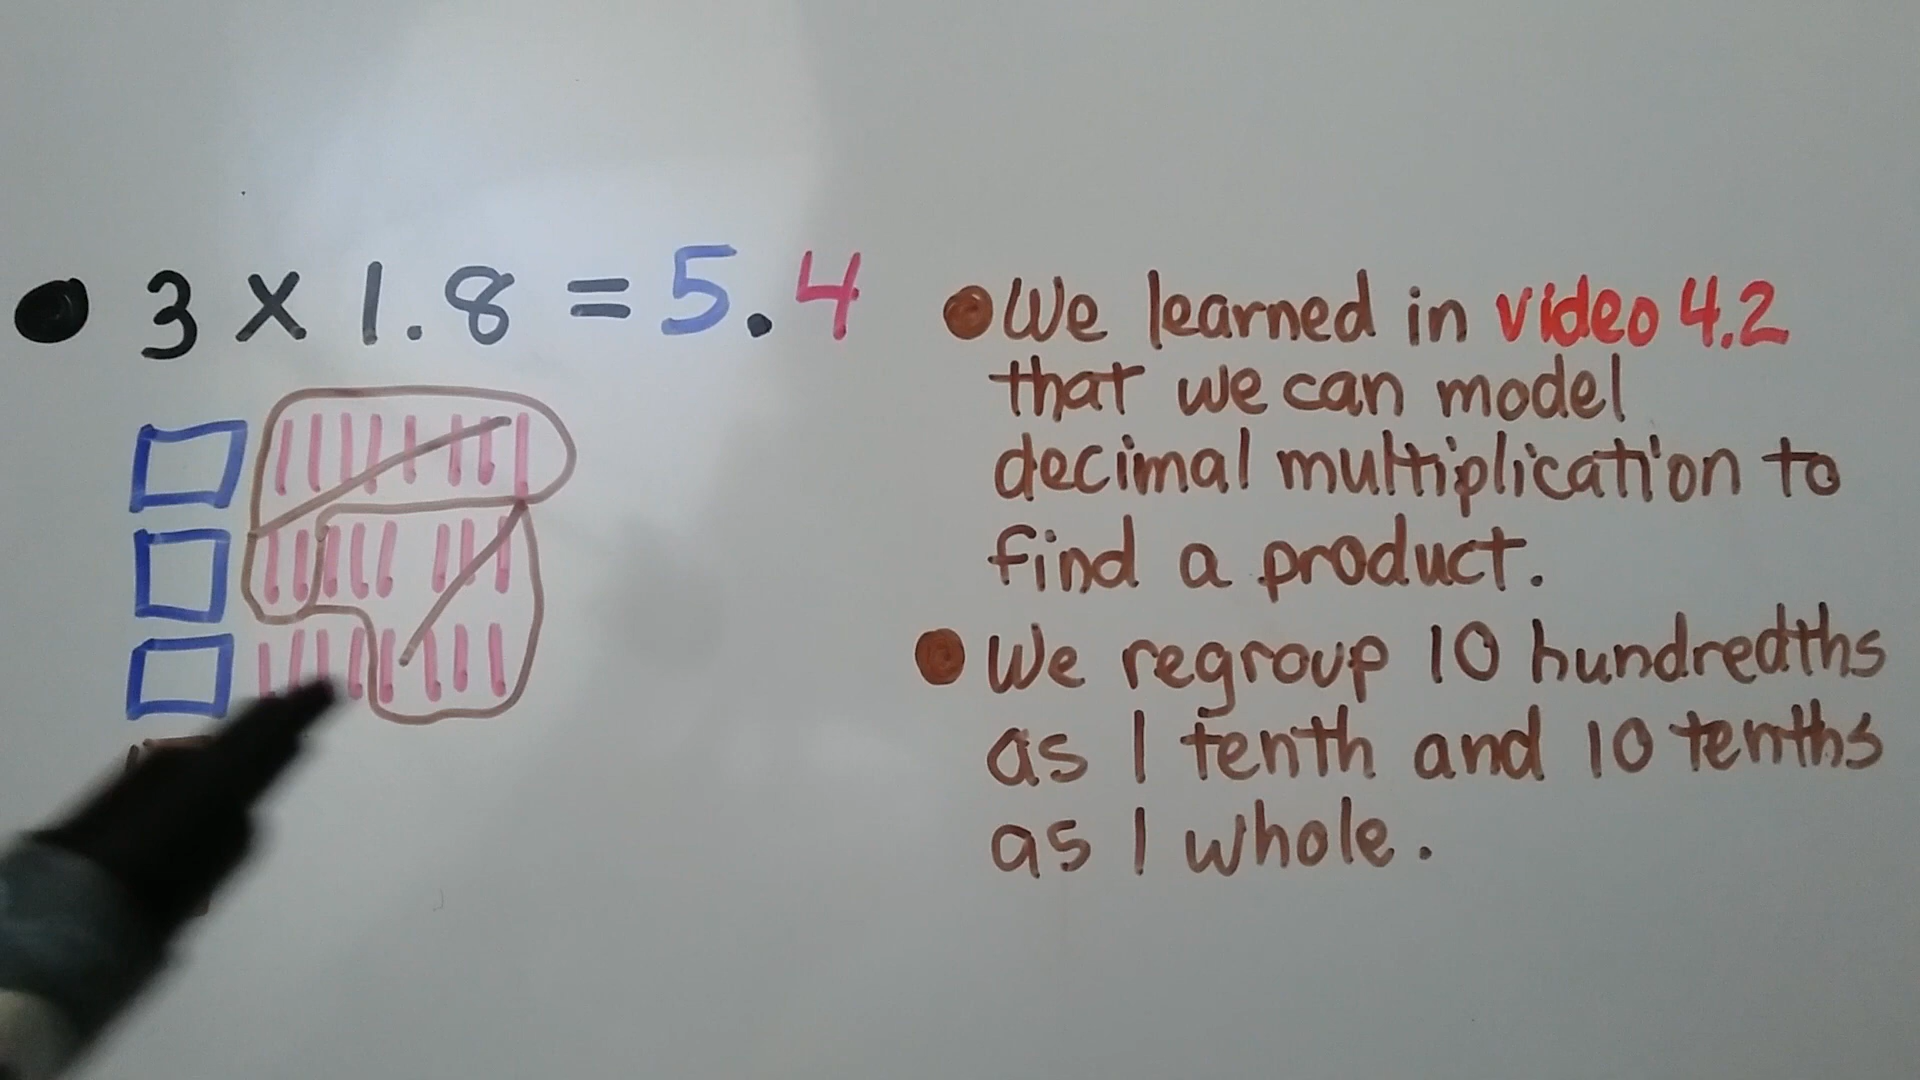 ● 3 x 1.8 = 5.4
● We learned in video 4.2
that we can model
decimal multiplication to
find a product.
● We regroup 10 hundredths
as 1 tenth and 10 tenths
as 1 whole.